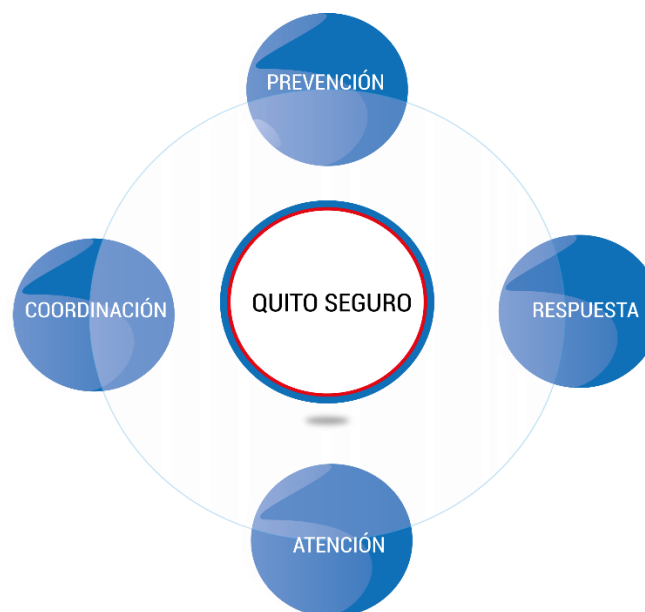 PREVENCIÓN
COORDINACIÓN
QUITO SEGURO
RESPUESTA
ATENCIÓN